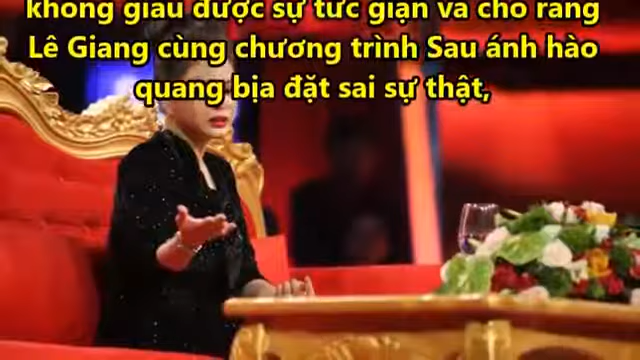 không giấu được sự tức giận và cho rằng
Lê Giang cùng chương trình Sau ánh hào
quang bịa đặt sai sự thật,